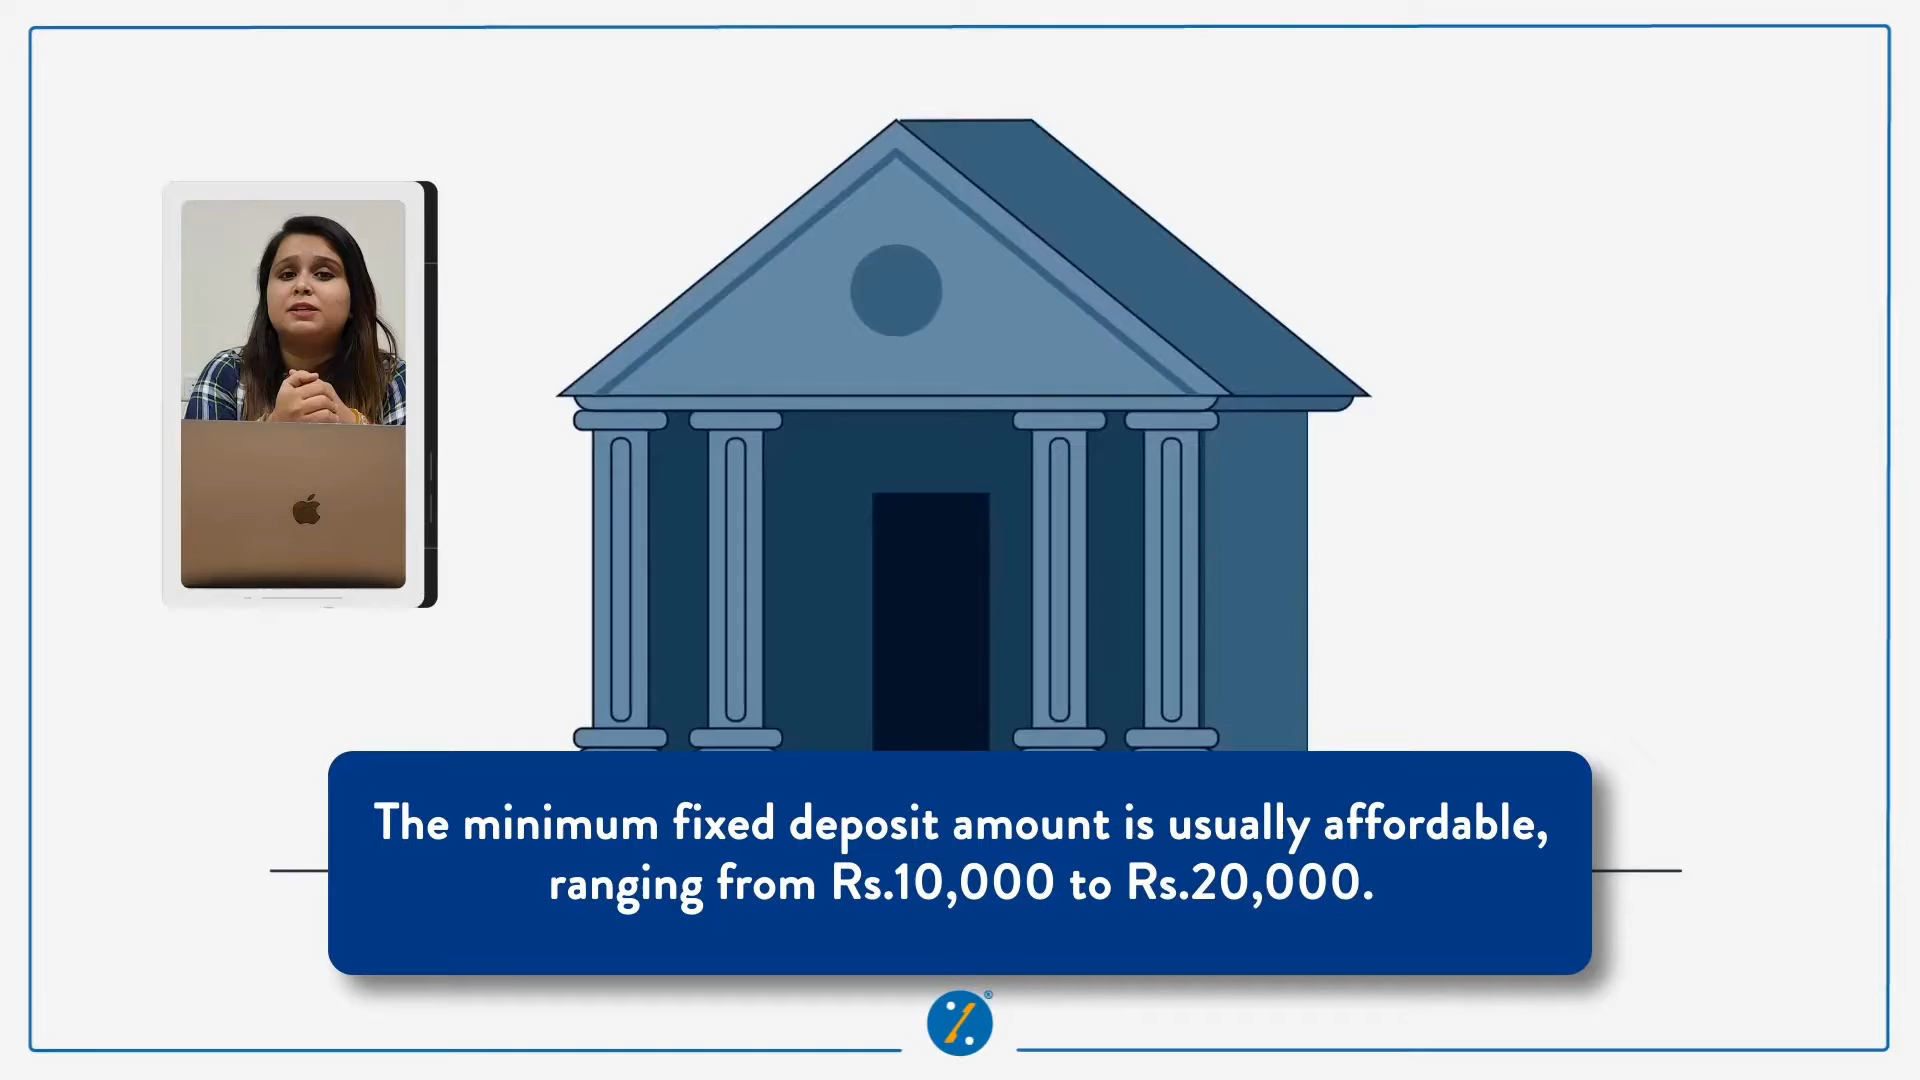 The minimum fixed deposit amount is usually affordable,
ranging from Rs.10,000 to Rs.20,000.